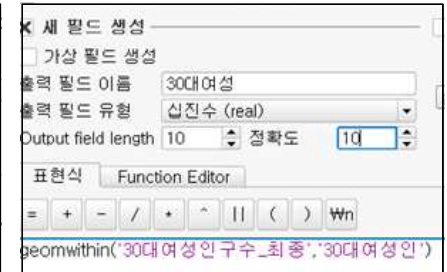 새 필드 생성
가상 필드 생성
출력 필드 이름 30대여성
출력 필드 유형 십진수 (real)
Output field length 10 정확도 10
표현식 Function Editor
= + - / * ^ || ( ) ₩n
geomwithin('30대여성인구수_최종','30대여성인')